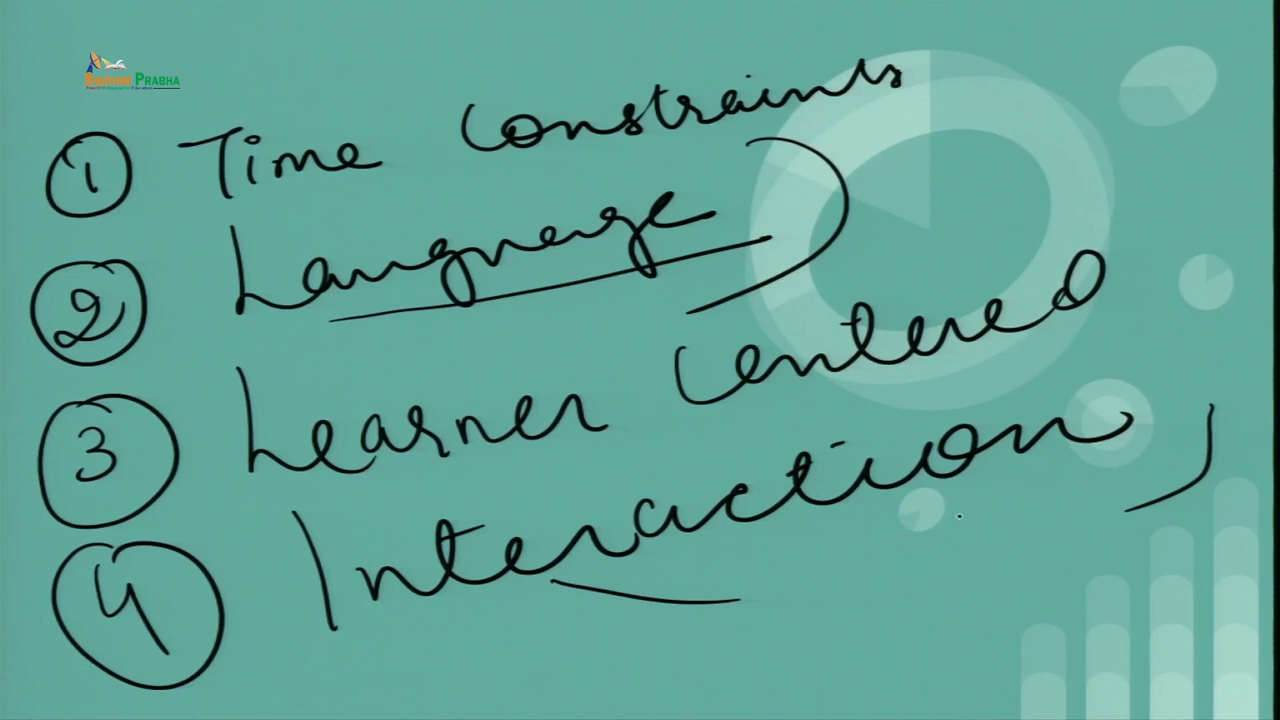 SWAYAM PRABHA
① Time Constraints
② Language
③ Learner Centered
④ Interaction